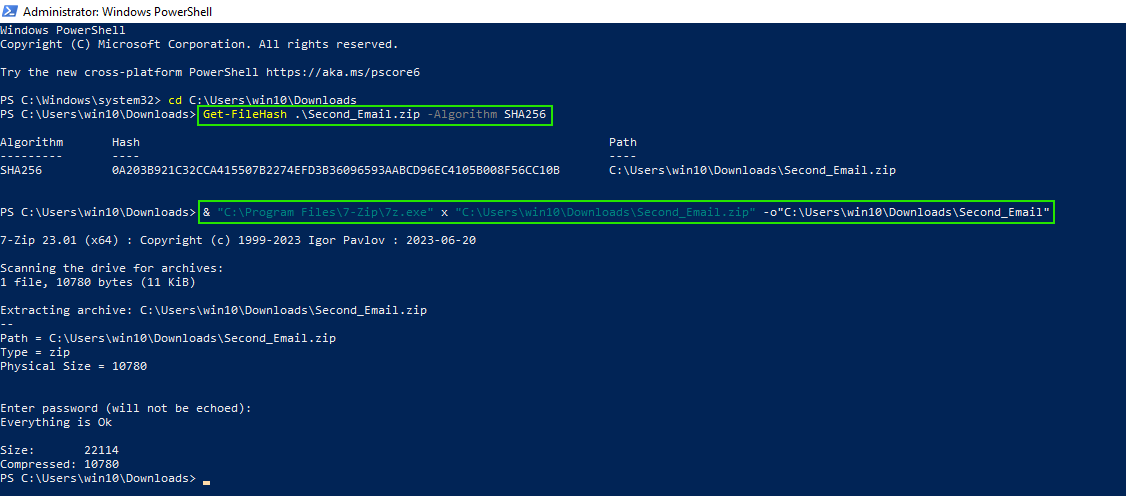 Administrator: Windows PowerShell
Windows PowerShell
Copyright (C) Microsoft Corporation. All rights reserved.
Try the new cross-platform PowerShell https://aka.ms/pscore6
PS C:\Windows\system32> cd C:\Users\win10\Downloads
PS C:\Users\win10\Downloads> Get-FileHash .\Second_Email.zip -Algorithm SHA256
Algorithm Hash Path
--------- ---- ----
SHA256 0A203B921C32CCA415507B2274EFD3B36096593AABCD96EC4105B008F56CC10B C:\Users\win10\Downloads\Second_Email.zip
PS C:\Users\win10\Downloads> & "C:\Program Files\7-Zip\7z.exe" x "C:\Users\win10\Downloads\Second_Email.zip" -o"C:\Users\win10\Downloads\Second_Email"
7-Zip 23.01 (x64) : Copyright (c) 1999-2023 Igor Pavlov : 2023-06-20
Scanning the drive for archives:
1 file, 10780 bytes (11 KiB)
Extracting archive: C:\Users\win10\Downloads\Second_Email.zip
--
Path = C:\Users\win10\Downloads\Second_Email.zip
Type = zip
Physical Size = 10780
Enter password (will not be echoed):
Everything is Ok
Size: 22114
Compressed: 10780
PS C:\Users\win10\Downloads>